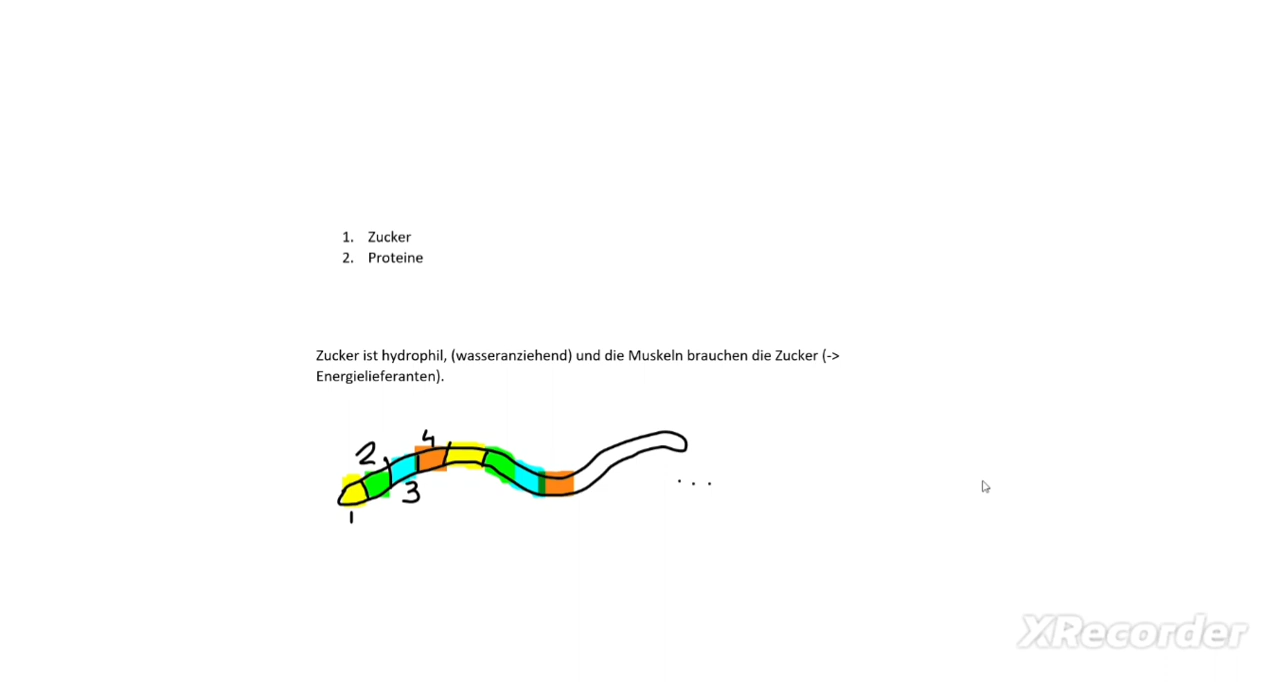 1. Zucker
2. Proteine
Zucker ist hydrophil, (wasseranziehend) und die Muskeln brauchen die Zucker (->
Energielieferanten).
4
2
3
1
...
XRecorder